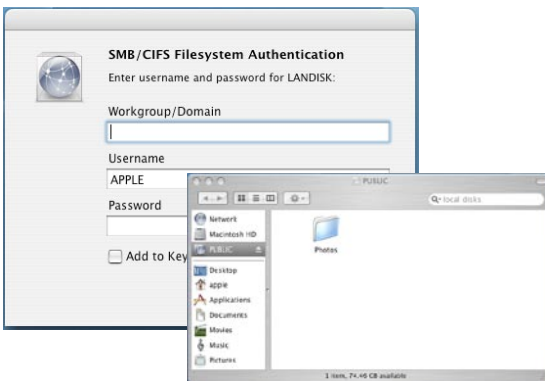 SMB/CIFS Filesystem Authentication
Enter username and password for LANDISK:
Workgroup/Domain
Username
APPLE
Password
Add to Key
PUBLIC
local disks
Network
Macintosh HD
PUBLIC
Desktop
apple
Applications
Documents
Movies
Music
Pictures
Photos
1 item, 74.46 GB available